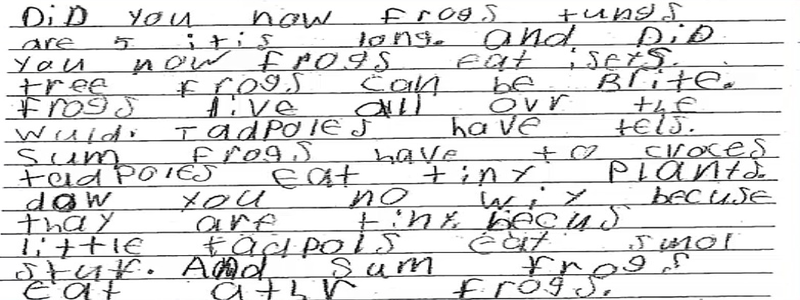 DiD you now frogs tungs
are 5 itis long. and DiD
you now frogs eat isets.
tree frogs can be Brite.
frogs live all ovr the
wuld. TadPoles have tels.
Sum frogs have to croces
tadPoles eat tiny Plants.
dow you no wiy becuse
thay are tiny. becus
little tadpols eat smol
stuf. And sum frogs
eat athr frogs.